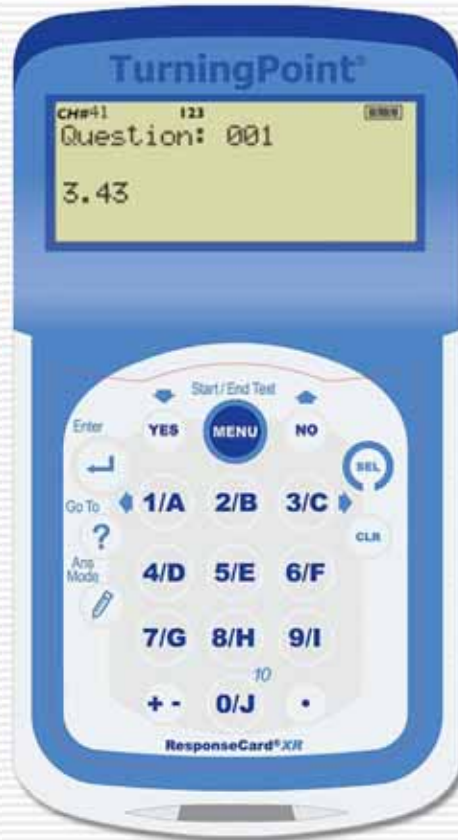 TurningPoint®
CH#41 123
Question: 001
3.43
Start/End Text
Enter YES MENU NO
SEL
Go To 1/A 2/B 3/C
? CLR
Ans
Mode 4/D 5/E 6/F
7/G 8/H 9/I
10
+ - 0/J •
ResponseCard® XR